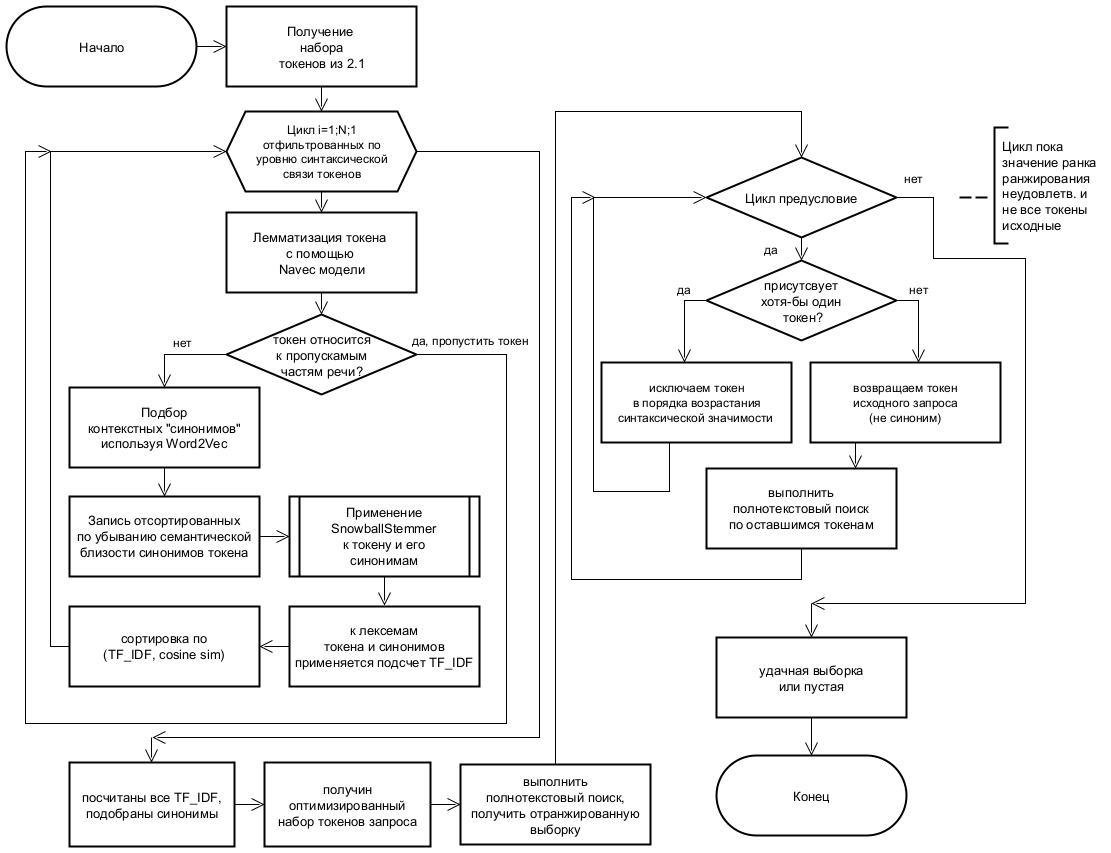 Начало
Получение
набора
токенов из 2.1
Цикл i=1;N;1
отфильтрованных по
уровню синтаксической
связи токенов
Лемматизация токена
с помощью
Navec модели
токен относится
к пропускамым
частям речи?
нет
да, пропустить токен
Подбор
контекстных "синонимов"
используя Word2Vec
Запись отсортированных
по убыванию семантической
близости синонимов токена
Применение
SnowballStemmer
к токену и его
синонимам
к лексемам
токена и синонимов
применяется подсчет TF_IDF
сортировка по
(TF_IDF, cosine sim)
посчитаны все TF_IDF,
подобраны синонимы
получин
оптимизированный
набор токенов запроса
выполнить
полнотекстовый поиск,
получить отранжированную
выборку
Цикл предусловие
нет
Цикл пока
значение ранка
ранжирования
неудовлетв. и
не все токены
исходные
да
присутсвует
хотя-бы один
токен?
да
нет
исключаем токен
в порядка возрастания
синтаксической значимости
возвращаем токен
исходного запроса
(не синоним)
выполнить
полнотекстовый поиск
по оставшимся токенам
удачная выборка
или пустая
Конец